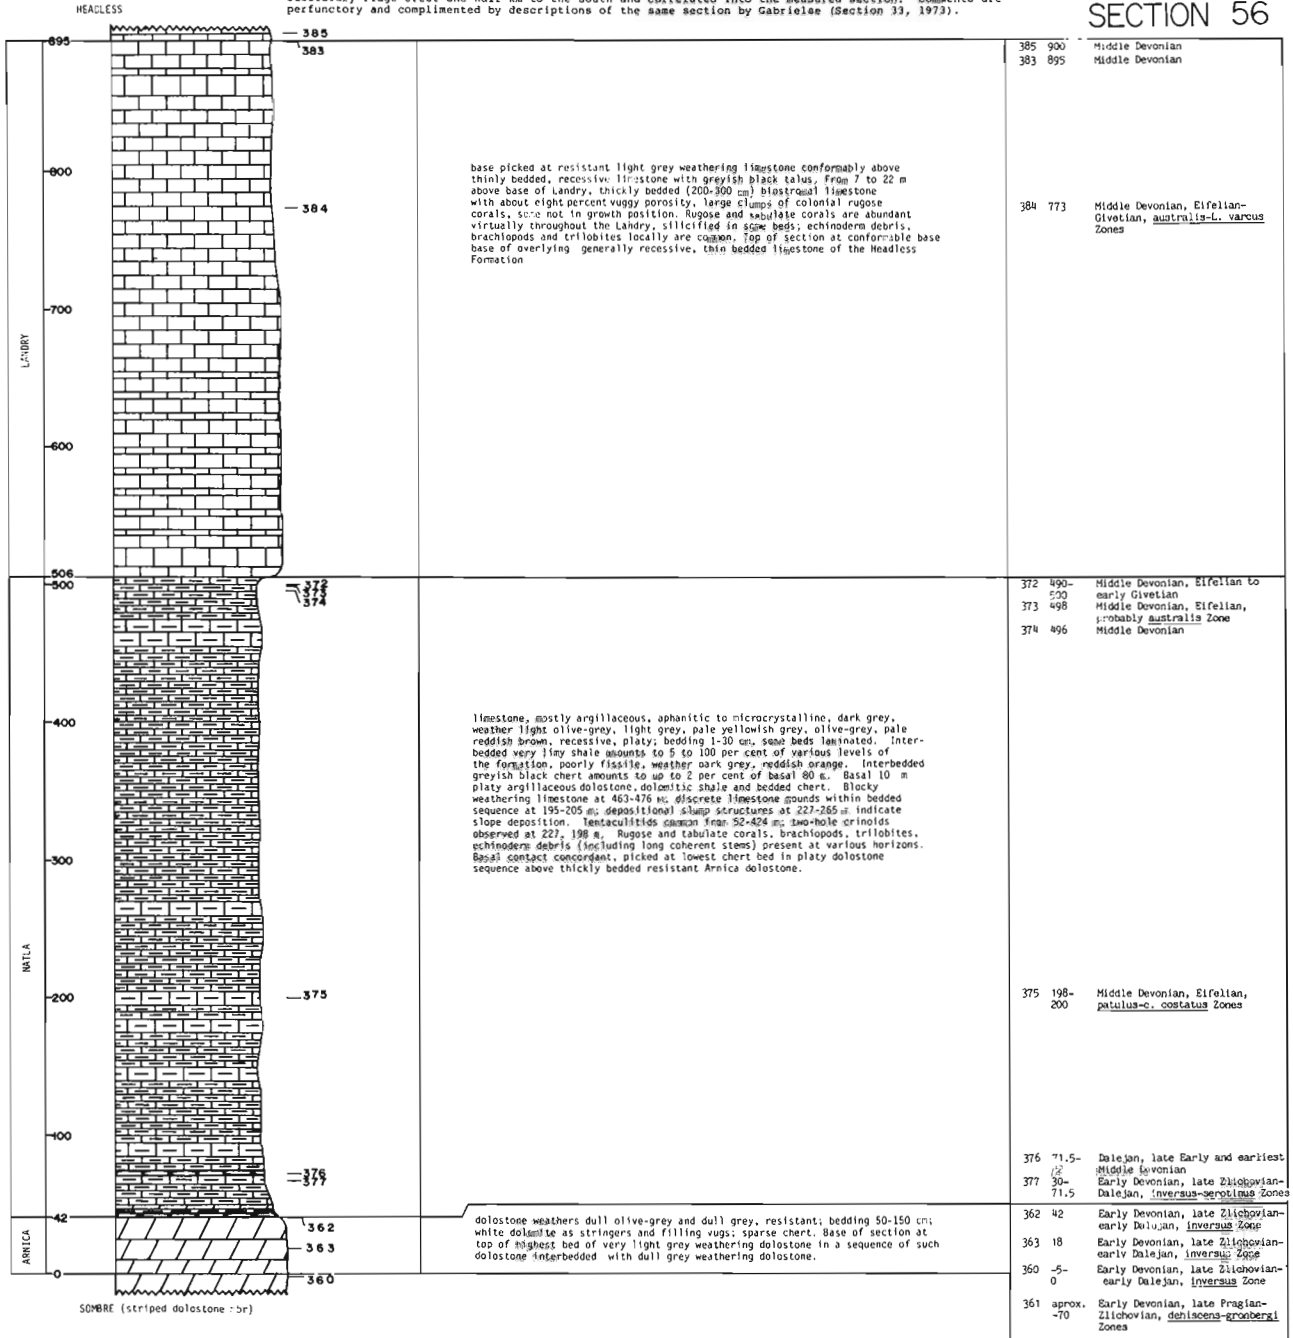 HEADLESS
perfunctory and complimented by descriptions of the same section by Gabrielse (Section 33, 1973).
SECTION 56
895
385
383
800
384
700
LANDRY
600
506
500
372
373
374
400
300
NATLA
200
375
100
376
377
42
362
363
ARNICA
0
360
SOMBRE (striped dolostone
base picked at resistant light grey weathering limestone conformably above
thinly bedded, recessive limestone with greyish black talus. From 7 to 22 m
above base of Landry, thickly bedded (200-300 cm) biostromal limestone
with about eight percent vuggy porosity, large clumps of colonial rugose
corals, some not in growth position. Rugose and tabulate corals are abundant
virtually throughout the Landry, silicified in some beds; echinoderm debris,
brachiopods and trilobites locally are common. Top of section at conformable base
base of overlying generally recessive, thin bedded limestone of the Headless
Formation
limestone, mostly argillaceous, aphanitic to microcrystalline, dark grey,
weather light olive-grey, light grey, pale yellowish grey, olive-grey, pale
reddish brown, recessive, platy; bedding 1-30 cm, some beds laminated. Inter-
bedded very limy shale amounts to 5 to 100 per cent of various levels of
the formation, poorly fissile, weather dark grey, reddish orange. Interbedded
greyish black chert amounts to up to 2 per cent of basal 80 m. Basal 10 m
platy argillaceous dolostone, dolomitic shale and bedded chert. Blocky
weathering limestone at 463-476 m, discrete limestone mounds within bedded
sequence at 195-205 m; depositional slump structures at 227-265 m indicate
slope deposition. Tentaculitids common from 52-424 m; two-hole crinoids
observed at 227, 198 m. Rugose and tabulate corals, brachiopods, trilobites,
echinoderm debris (including long coherent stems) present at various horizons.
Basal contact concordant, picked at lowest chert bed in platy dolostone
sequence above thickly bedded resistant Arnica dolostone.
dolostone weathers dull olive-grey and dull grey, resistant; bedding 50-150 cm;
white dolomite as stringers and filling vugs; sparse chert. Base of section at
top of highest bed of very light grey weathering dolostone in a sequence of such
dolostone interbedded with dull grey weathering dolostone.
385 900 Middle Devonian
383 895 Middle Devonian
384 773 Middle Devonian, Eifelian-
Givetian, australis-L. varcus
Zones
372 490- Middle Devonian, Eifelian to
500 early Givetian
373 498 Middle Devonian, Eifelian,
probably australis Zone
374 496 Middle Devonian
375 198- Middle Devonian, Eifelian,
200 patulus-c. costatus Zones
376 71.5- Dalejan, late Early and earliest
Middle Devonian
377 30- Early Devonian, late Zlichovian-
71.5 Dalejan, inversus-serotinus Zones
362 42 Early Devonian, late Zlichovian-
early Dalejan, inversus Zone
363 18 Early Devonian, late Zlichovian-
early Dalejan, inversus Zone
360 -5- Early Devonian, late Zlichovian-
0 early Dalejan, inversus Zone
361 aprox. Early Devonian, late Pragian-
-70 Zlichovian, dehiscens-gronbergi
Zones